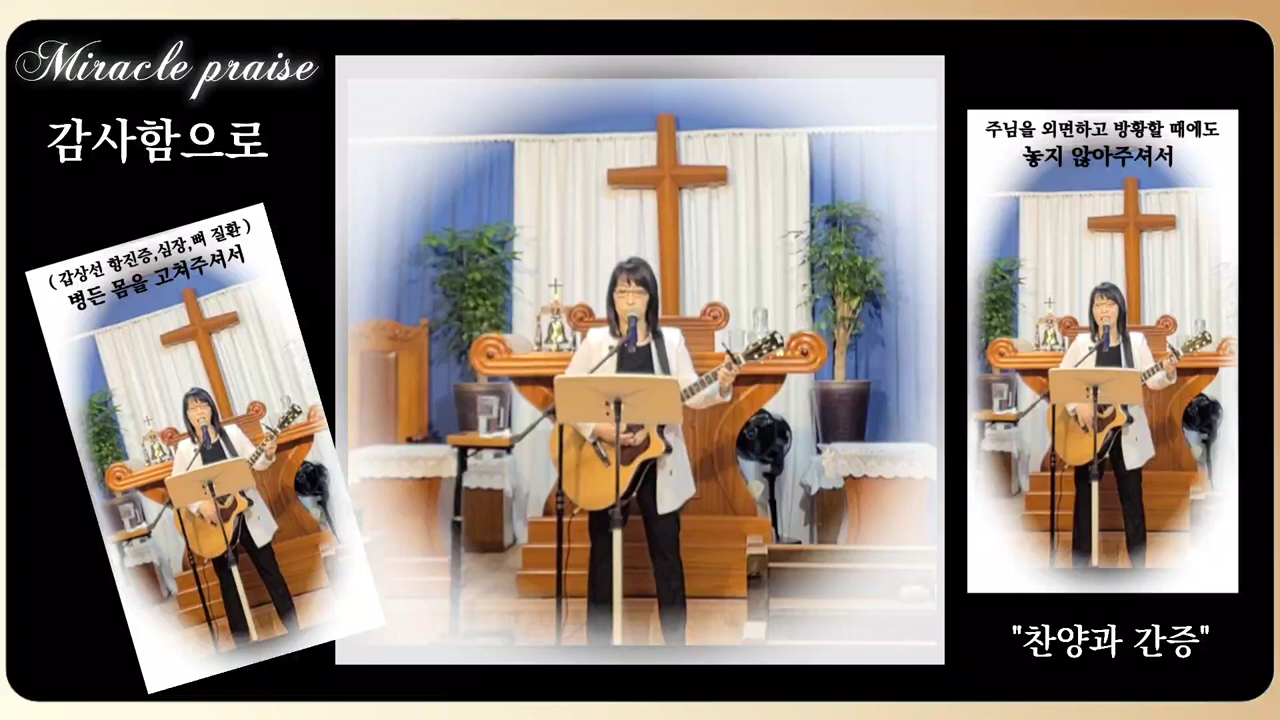 Miracle praise
감사함으로
( 갑상선 항진증,심장,뼈 질환 )
병든 몸을 고쳐주셔서
주님을 외면하고 방황할 때에도
놓지 않아주셔서
"찬양과 간증"